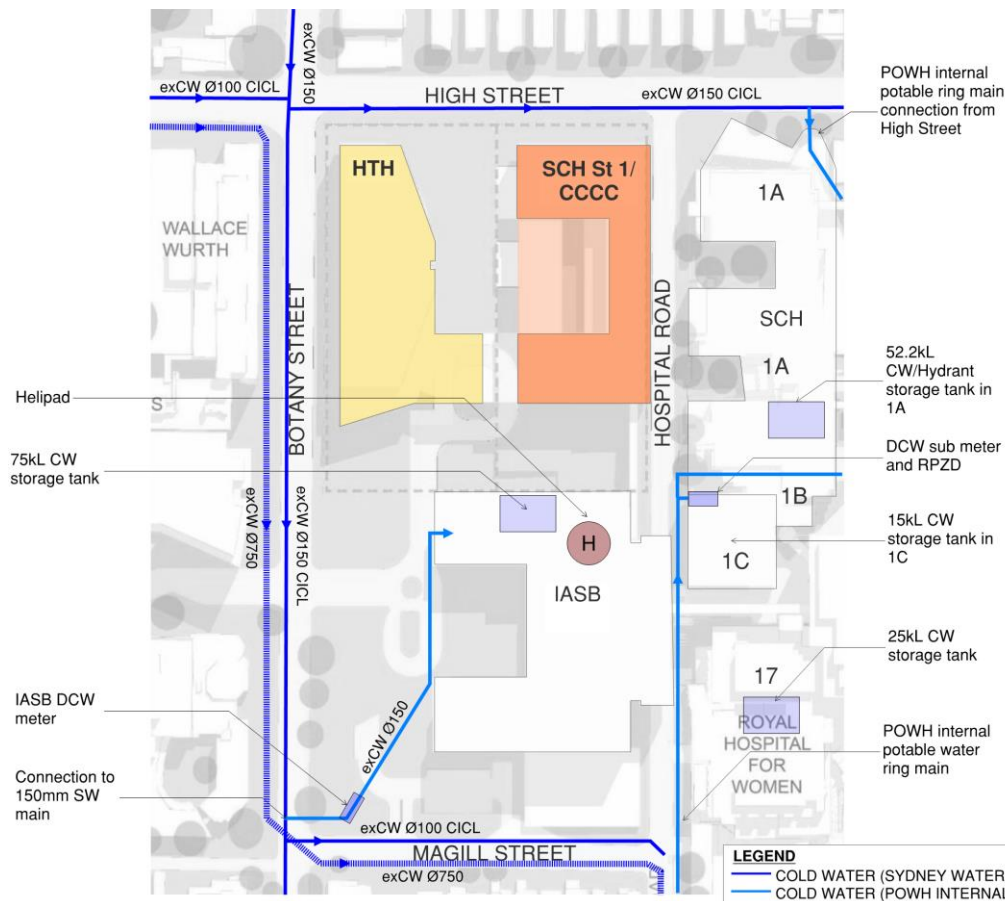 exCW Ø150
exCW Ø100 CICL
HIGH STREET
exCW Ø150 CICL
POWH internal
potable ring main
connection from
High Street
HTH
SCH St 1/
CCCC
1A
WALLACE
WURTH
BOTANY STREET
HOSPITAL ROAD
SCH
1A
52.2kL
CW/Hydrant
storage tank in
1A
Helipad
S
75kL CW
storage tank
DCW sub meter
and RPZD
exCW Ø750
exCW Ø150 CICL
H
IASB
1B
1C
15kL CW
storage tank in
1C
25kL CW
storage tank
17
ROYAL
HOSPITAL
FOR
WOMEN
IASB DCW
meter
exCW Ø150
POWH internal
potable water
ring main
Connection to
150mm SW
main
exCW Ø100 CICL
MAGILL STREET
exCW Ø750
LEGEND
COLD WATER (SYDNEY WATER
COLD WATER (POWH INTERNAL